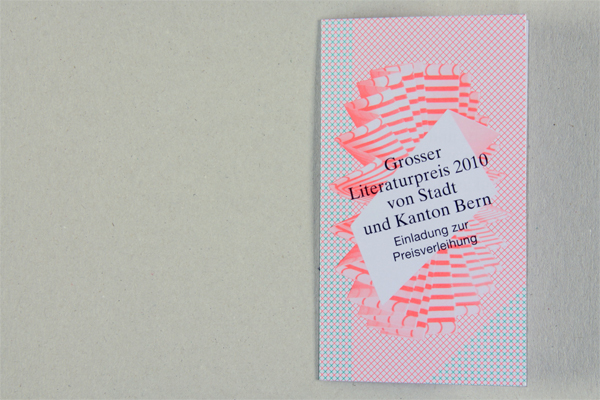 Grosser
Literaturpreis 2010
von Stadt
und Kanton Bern
Einladung zur
Preisverleihung